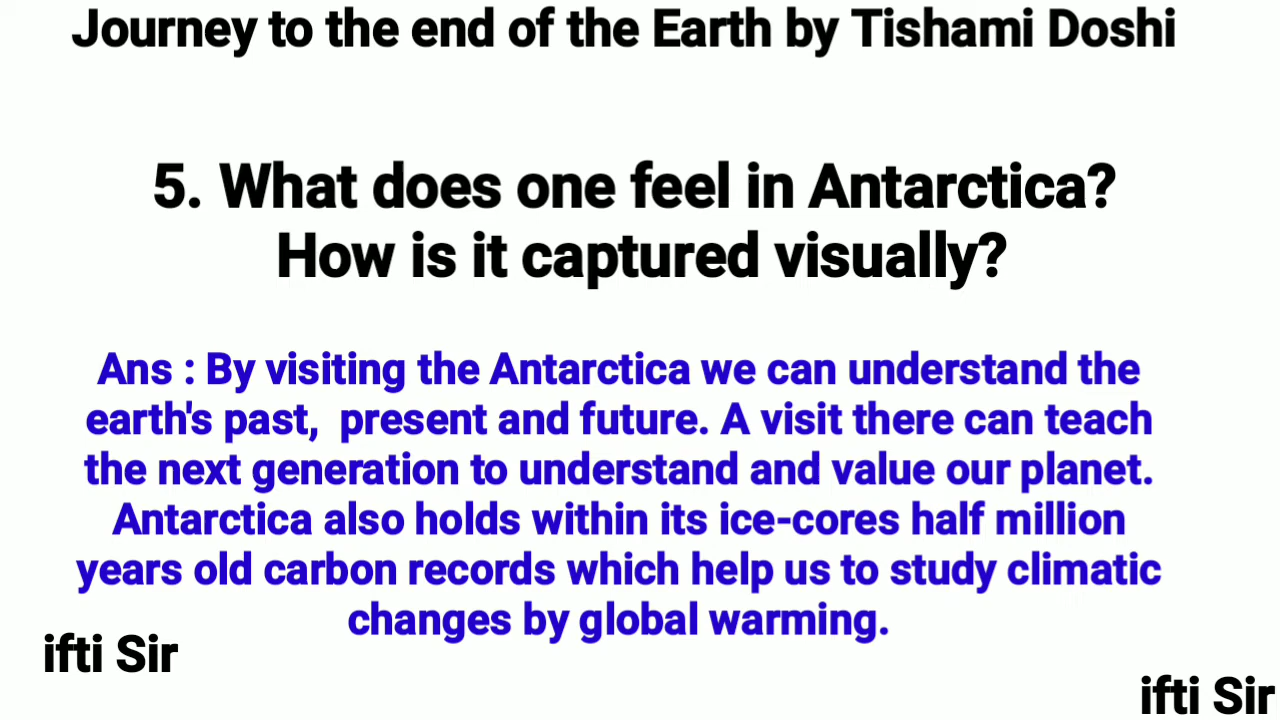 Journey to the end of the Earth by Tishami Doshi
5. What does one feel in Antarctica?
How is it captured visually?
Ans : By visiting the Antarctica we can understand the
earth's past,  present and future. A visit there can teach
the next generation to understand and value our planet.
Antarctica also holds within its ice-cores half million
years old carbon records which help us to study climatic
changes by global warming.
ifti Sir
ifti Sir